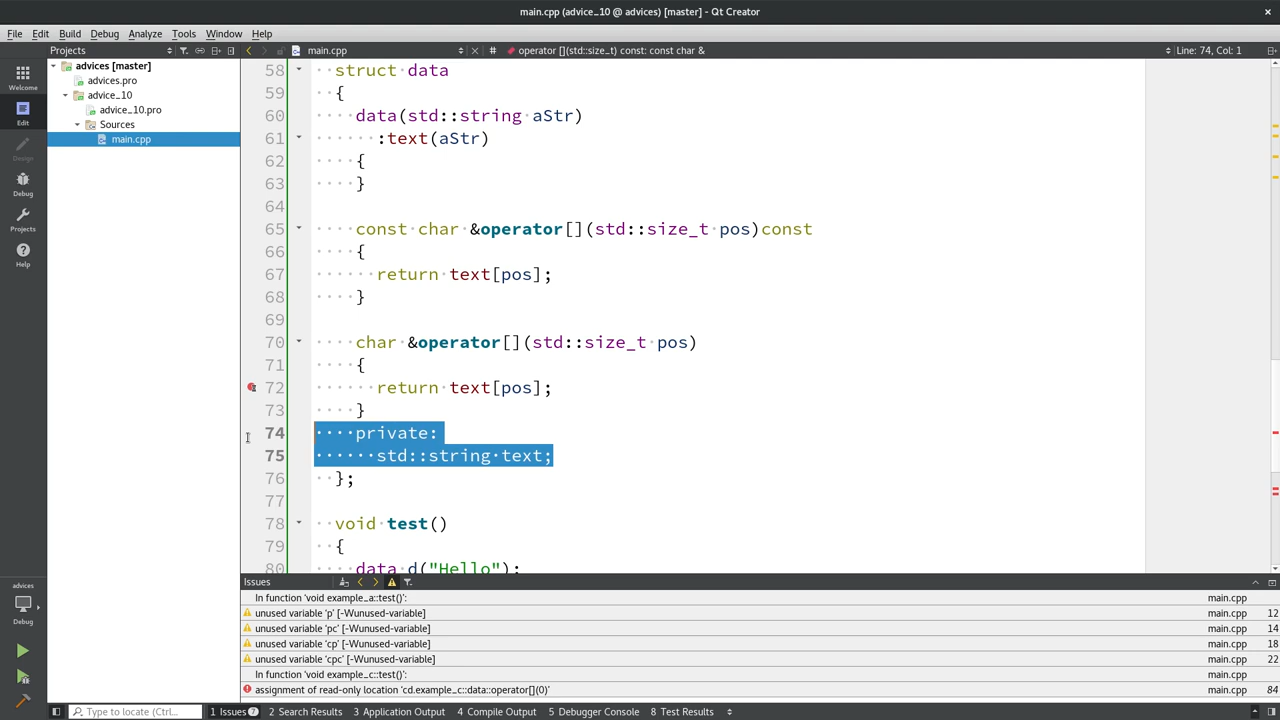 main.cpp (advice_10 @ advices) [master] - Qt Creator ×
File Edit Build Debug Analyze Tools Window Help
Projects main.cpp # operator [](std::size_t) const: const char & Line: 74, Col: 1
Welcome
Edit
Design
Debug
Projects
Help
advices
Debug
advices [master]
advices.pro
advice_10
advice_10.pro
Sources
main.cpp
58 struct data
59 {
60 data(std::string aStr)
61 :text(aStr)
62 {
63 }
64
65 const char &operator[](std::size_t pos)const
66 {
67 return text[pos];
68 }
69
70 char &operator[](std::size_t pos)
71 {
72 return text[pos];
73 }
74 private:
75 std::string text;
76 };
77
78 void test()
79 {
80 data d("Hello");
Issues
In function 'void example_a::test()': main.cpp
unused variable 'p' [-Wunused-variable] main.cpp 12
unused variable 'pc' [-Wunused-variable] main.cpp 14
unused variable 'cp' [-Wunused-variable] main.cpp 18
unused variable 'cpc' [-Wunused-variable] main.cpp 22
In function 'void example_c::test()': main.cpp
assignment of read-only location 'cd.example_c::data::operator[](0)' main.cpp 84
Type to locate (Ctrl... 1 Issues 7 2 Search Results 3 Application Output 4 Compile Output 5 Debugger Console 8 Test Results